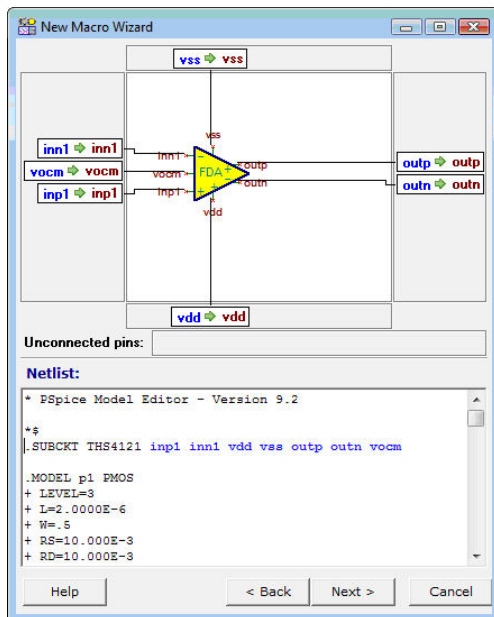 New Macro Wizard
vss vss
vss
inn1 inn1
inn1
outp
outp outp
vocm vocm
vocm
FDA
outn
outn outn
inp1 inp1
inp1
vdd
vdd vdd
Unconnected pins:
Netlist:
* PSpice Model Editor - Version 9.2
*$
.SUBCKT THS4121 inp1 inn1 vdd vss outp outn vocm
.MODEL p1 PMOS
+ LEVEL=3
+ L=2.0000E-6
+ W=.5
+ RS=10.000E-3
+ RD=10.000E-3
Help
< Back
Next >
Cancel